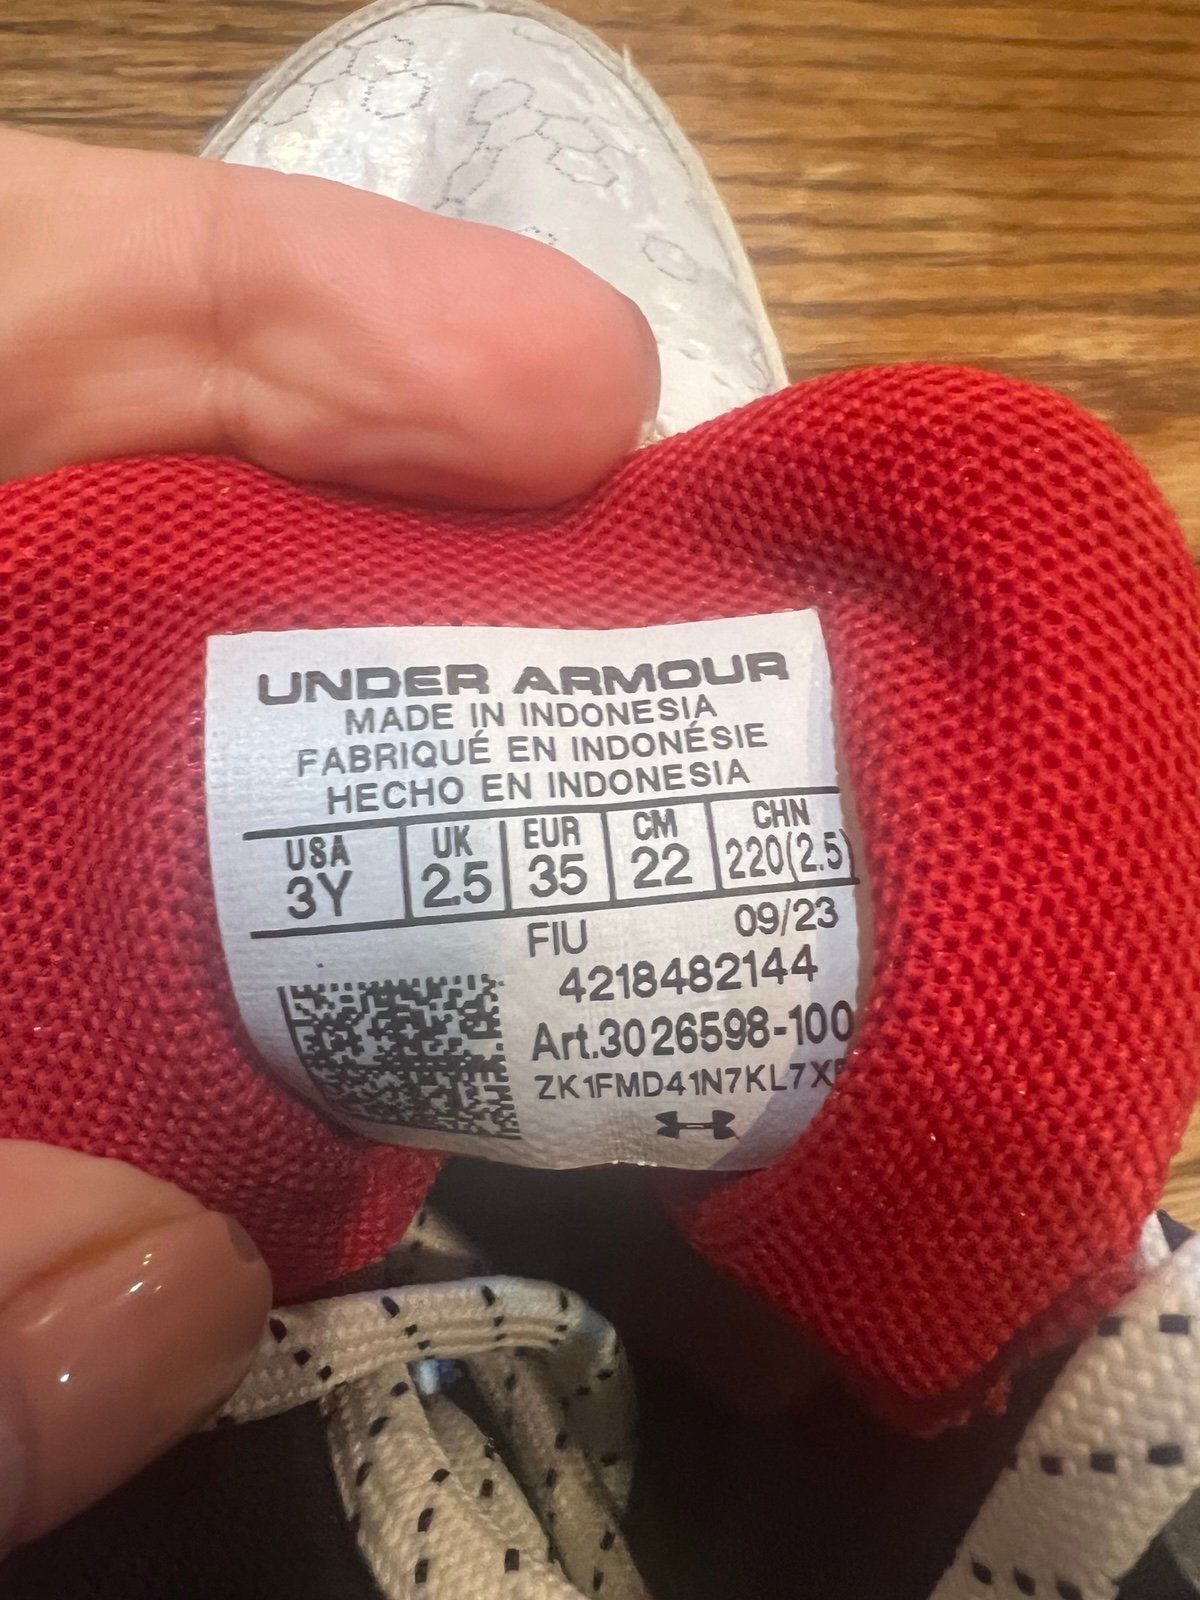 UNDER ARMOUR
MADE IN INDONESIA
FABRIQUÉ EN INDONÉSIE
HECHO EN INDONESIA
USA UK EUR CM CHN
3Y 2.5 35 22 220(2.5)
FIU 09/23
4218482144
Art.3026598-100